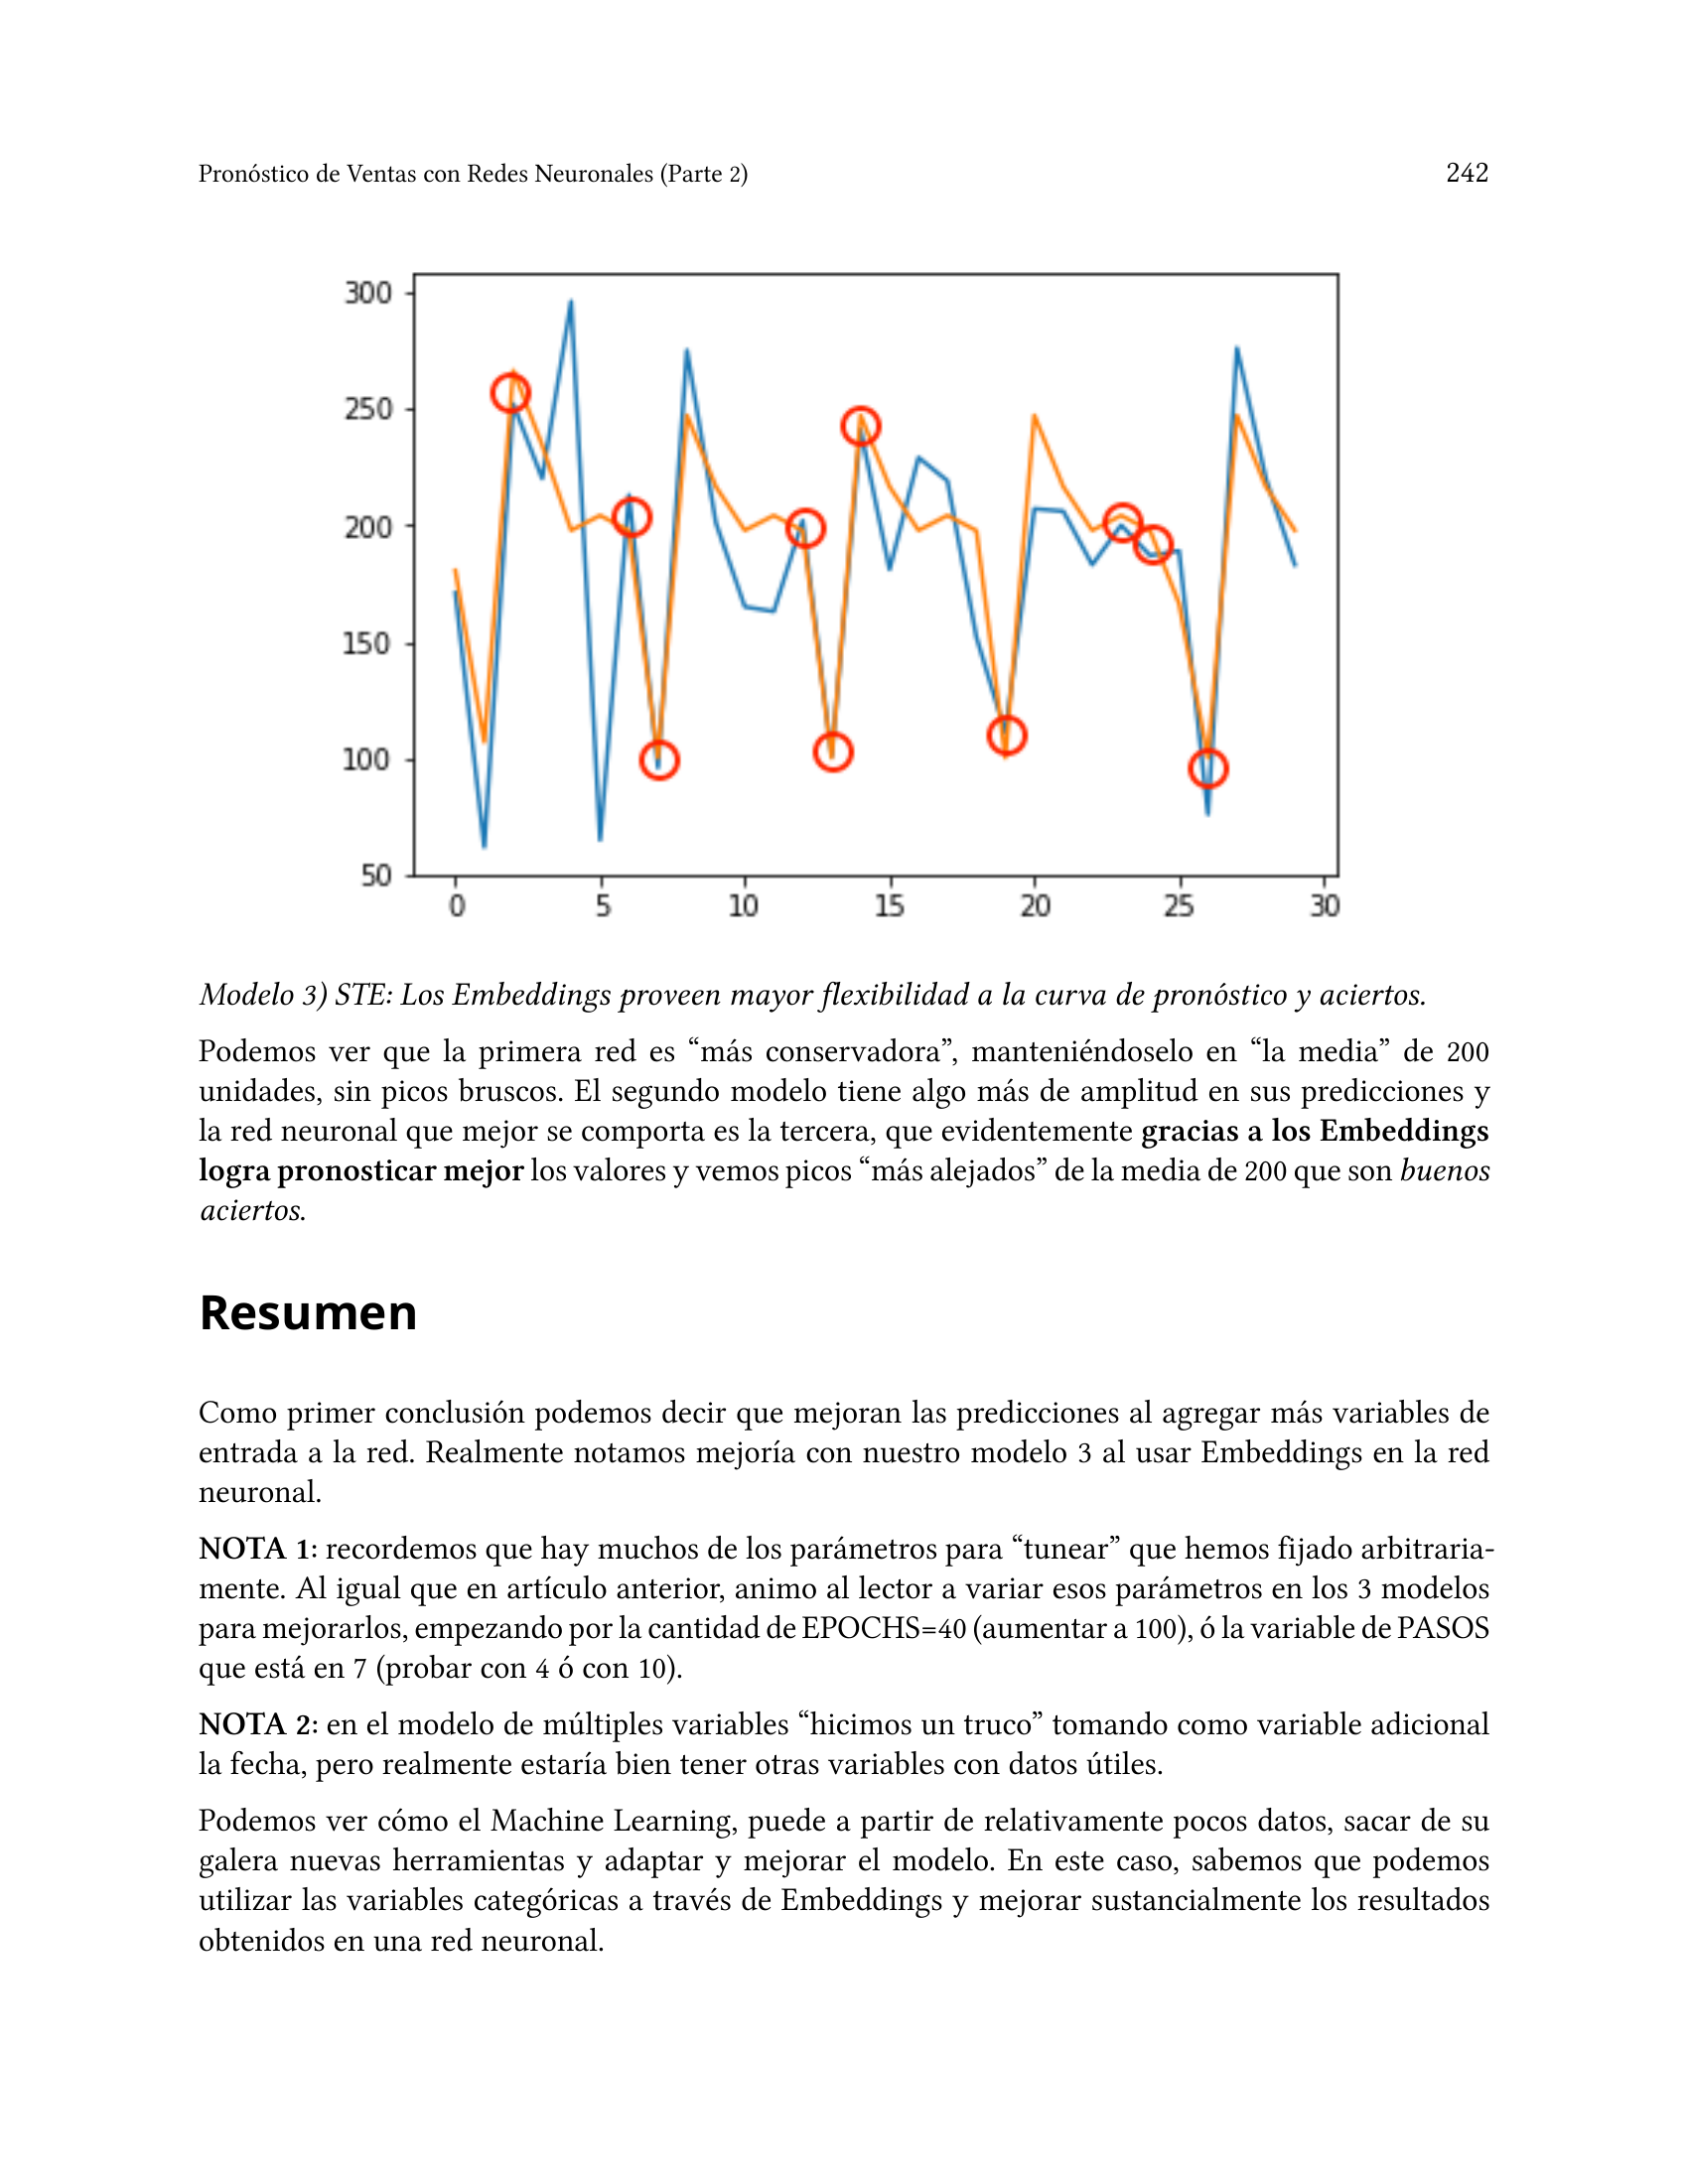 Pronóstico de Ventas con Redes Neuronales (Parte 2) 242
300
250
200
150
100
50
0 5 10 15 20 25 30
Modelo 3) STE: Los Embeddings proveen mayor flexibilidad a la curva de pronóstico y aciertos.
Podemos ver que la primera red es “más conservadora”, manteniéndoselo en “la media” de 200
unidades, sin picos bruscos. El segundo modelo tiene algo más de amplitud en sus predicciones y
la red neuronal que mejor se comporta es la tercera, que evidentemente gracias a los Embeddings
logra pronosticar mejor los valores y vemos picos “más alejados” de la media de 200 que son buenos
aciertos.
Resumen
Como primer conclusión podemos decir que mejoran las predicciones al agregar más variables de
entrada a la red. Realmente notamos mejoría con nuestro modelo 3 al usar Embeddings en la red
neuronal.
NOTA 1: recordemos que hay muchos de los parámetros para “tunear” que hemos fijado arbitraria-
mente. Al igual que en artículo anterior, animo al lector a variar esos parámetros en los 3 modelos
para mejorarlos, empezando por la cantidad de EPOCHS=40 (aumentar a 100), ó la variable de PASOS
que está en 7 (probar con 4 ó con 10).
NOTA 2: en el modelo de múltiples variables “hicimos un truco” tomando como variable adicional
la fecha, pero realmente estaría bien tener otras variables con datos útiles.
Podemos ver cómo el Machine Learning, puede a partir de relativamente pocos datos, sacar de su
galera nuevas herramientas y adaptar y mejorar el modelo. En este caso, sabemos que podemos
utilizar las variables categóricas a través de Embeddings y mejorar sustancialmente los resultados
obtenidos en una red neuronal.